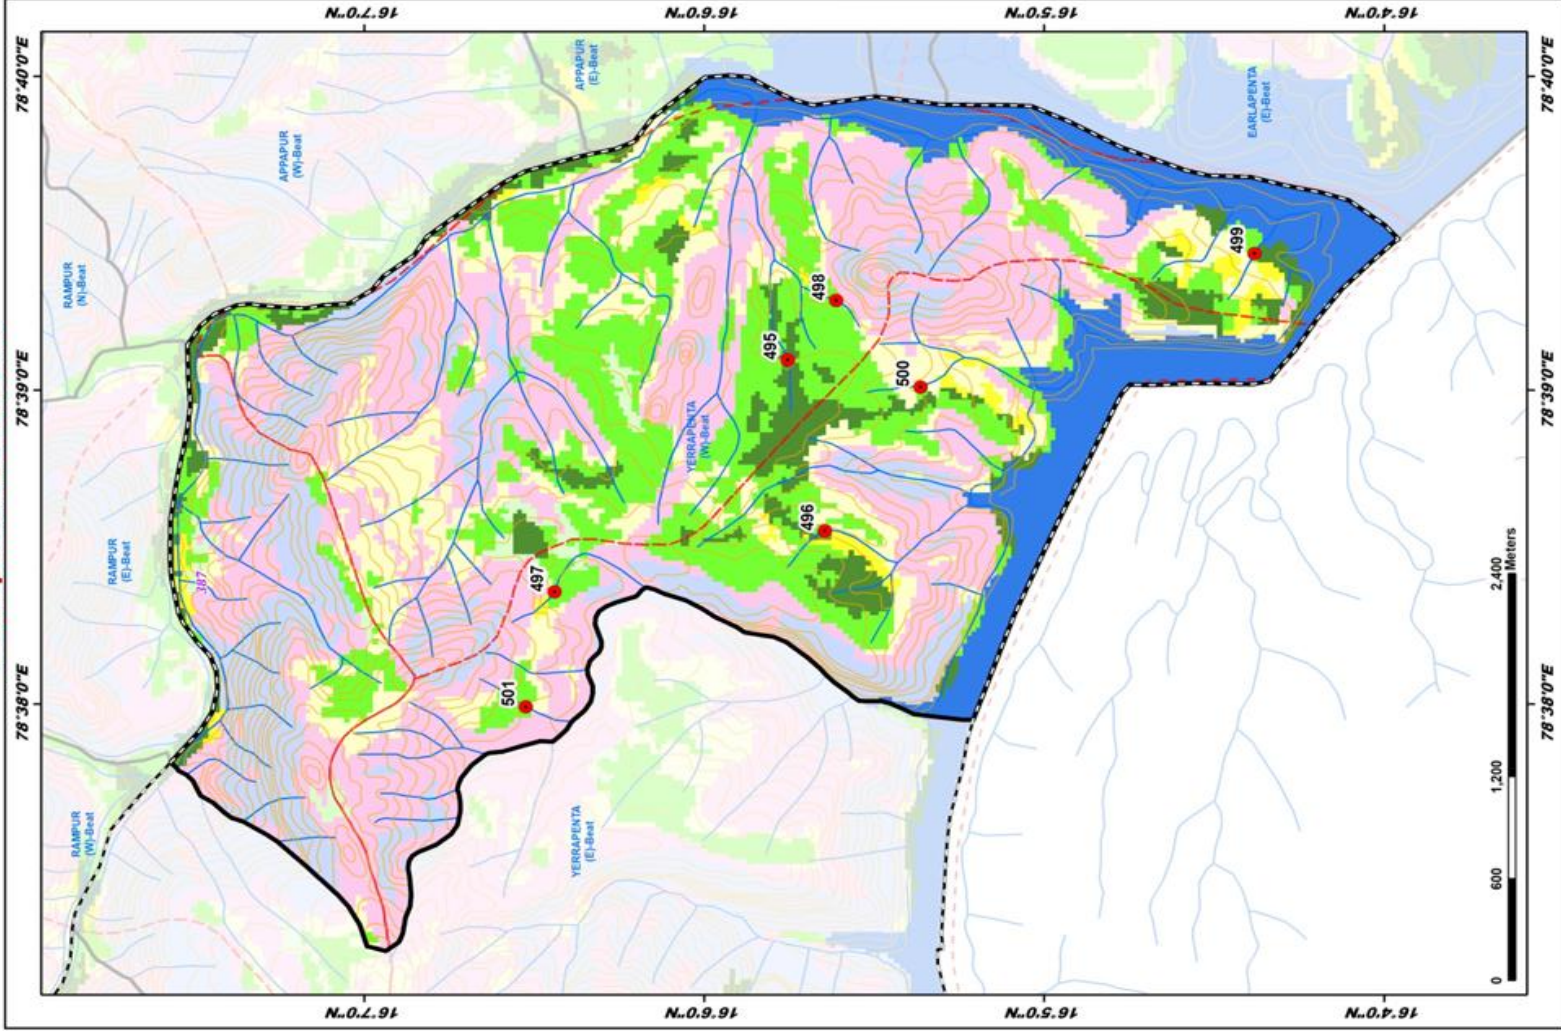 16°7'0"N
16°6'0"N
16°5'0"N
16°4'0"N
78°40'0"E
78°40'0"E
APPAPUR
(E)-Beat
EARLAPENTA
(E)-Beat
APPAPUR
(W)-Beat
RAMPUR
(N)-Beat
499
498
495
78°39'0"E
500
78°39'0"E
YERRAPENTA
(W)-Beat
496
RAMPUR
(E)-Beat
387
497
2,400
Meters
501
78°38'0"E
78°38'0"E
RAMPUR
(W)-Beat
YERRAPENTA
(E)-Beat
1,200
600
0
16°7'0"N
16°6'0"N
16°5'0"N
16°4'0"N